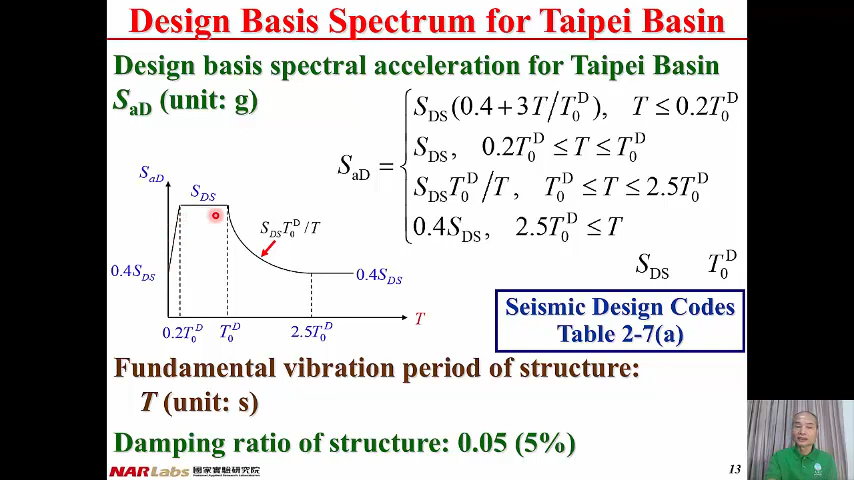 Design Basis Spectrum for Taipei Basin
Design basis spectral acceleration for Taipei Basin
S_aD (unit: g)
S_aD = { S_DS (0.4 + 3T/T_0^D), T ≤ 0.2T_0^D
S_DS, 0.2T_0^D ≤ T ≤ T_0^D
S_DS T_0^D/T, T_0^D ≤ T ≤ 2.5T_0^D
0.4S_DS, 2.5T_0^D ≤ T
S_aD
S_DS
S_DS T_0^D /T
0.4S_DS
0.4S_DS
T
0.2T_0^D
T_0^D
2.5T_0^D
S_DS T_0^D
Seismic Design Codes
Table 2-7(a)
Fundamental vibration period of structure:
T (unit: s)
Damping ratio of structure: 0.05 (5%)
NARLabs 國家實驗研究院
13